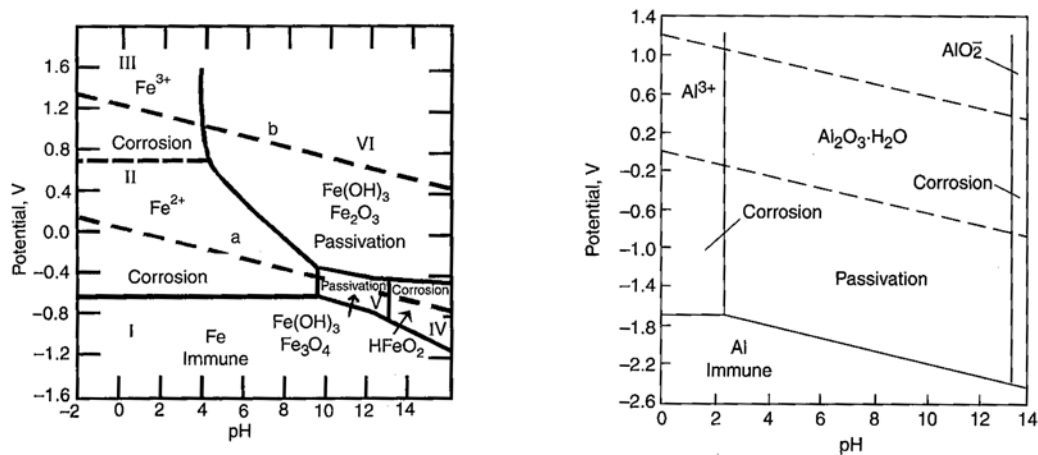 1.6
1.2
0.8
0.4
0.0
−0.4
−0.8
−1.2
−1.6
Potential, V
III
Fe3+
b
VI
Corrosion
II
Fe2+
Fe(OH)3
Fe2O3
Passivation
a
Corrosion
Passivation
Corrosion
V
IV
I
Fe
Immune
Fe(OH)3
Fe3O4
HFeO2
−2 0 2 4 6 8 10 12 14
pH
1.4
1.0
0.6
0.2
−0.2
−0.6
−1.0
−1.4
−1.8
−2.2
−2.6
Potential, V
AlO2−
Al3+
Al2O3·H2O
Corrosion
Corrosion
Passivation
Al
Immune
0 2 4 6 8 10 12 14
pH